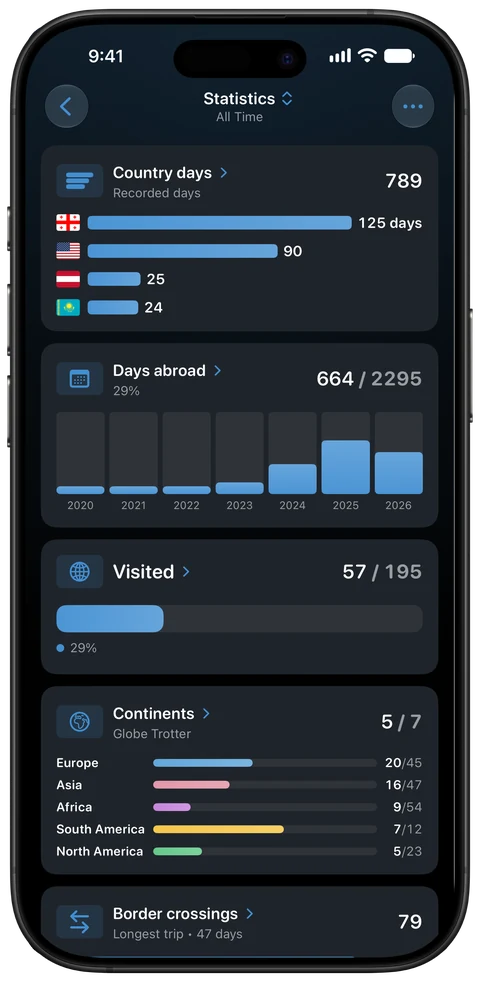 9:41
Statistics
All Time
Country days
789
Recorded days
125 days
90
25
24
Days abroad
664 / 2295
29%
2020 2021 2022 2023 2024 2025 2026
Visited
57 / 195
29%
Continents
5 / 7
Globe Trotter
Europe 20/45
Asia 16/47
Africa 9/54
South America 7/12
North America 5/23
Border crossings
79
Longest trip • 47 days